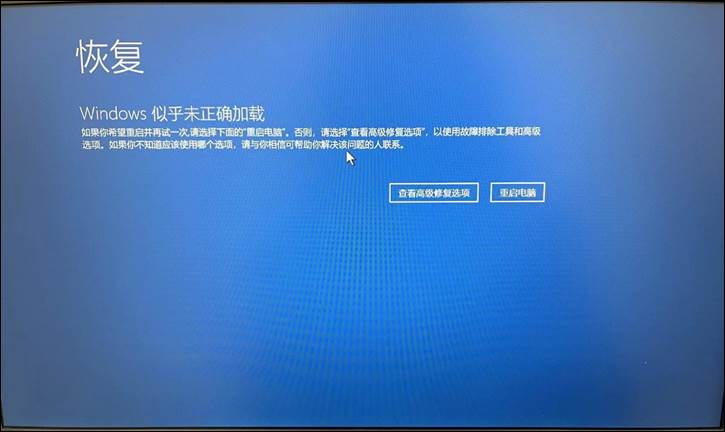 恢复
Windows 似乎未正确加载
如果你希望重启并再试一次,请选择下面的“重启电脑”。否则，请选择“查看高级修复选项”，以使用故障排除工具和高级
选项。如果你不知道应该使用哪个选项，请与你相信可帮助你解决该问题的人联系。
查看高级修复选项
重启电脑